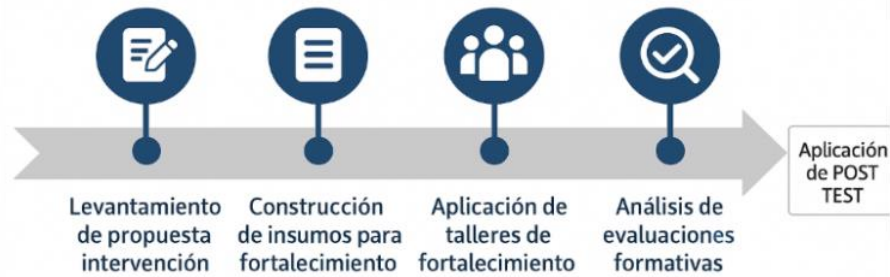 Levantamiento
de propuesta
intervención
Construcción
de insumos para
fortalecimiento
Aplicación de
talleres de
fortalecimiento
Análisis de
evaluaciones
formativas
Aplicación
de POST
TEST